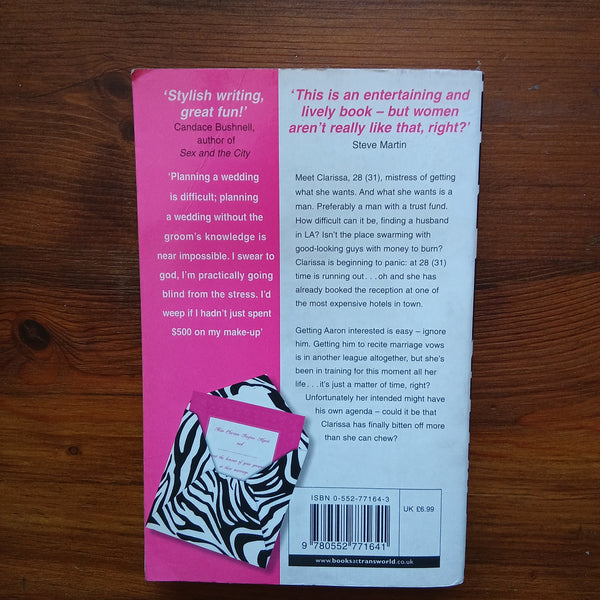 ‘Stylish writing,
great fun!’
Candace Bushnell,
author of
Sex and the City
‘Planning a wedding
is difficult; planning
a wedding without the
groom’s knowledge is
near impossible. I swear to
god, I’m practically going
blind from the stress. I’d
weep if I hadn’t just spent
$500 on my make-up’
‘This is an entertaining and
lively book – but women
aren’t really like that, right?’
Steve Martin
Meet Clarissa, 28 (31), mistress of getting
what she wants. And what she wants is a
man. Preferably a man with a trust fund.
How difficult can it be, finding a husband
in LA? Isn’t the place swarming with
good-looking guys with money to burn?
Clarissa is beginning to panic: at 28 (31)
time is running out . . . oh and she has
already booked the reception at one of
the most expensive hotels in town.
Getting Aaron interested is easy – ignore
him. Getting him to recite marriage vows
is in another league altogether, but she’s
been in training for this moment all her
life . . . it’s just a matter of time, right?
Unfortunately her intended might have
his own agenda – could it be that
Clarissa has finally bitten off more
than she can chew?
and
the honour of your
at their marriage
ISBN 0-552-77164-3
UK £6.99
9 780552 771641
www.booksattransworld.co.uk